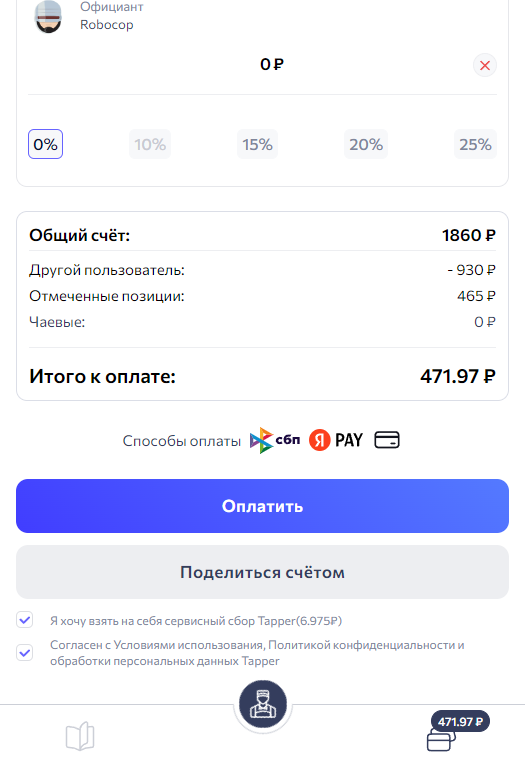 Официант
Robocop
0 ₽
0%
10%
15%
20%
25%
Общий счёт: 1860 ₽
Другой пользователь: - 930 ₽
Отмеченные позиции: 465 ₽
Чаевые: 0 ₽
Итого к оплате: 471.97 ₽
Способы оплаты сбп Я PAY
Оплатить
Поделиться счётом
Я хочу взять на себя сервисный сбор Tapper(6.975₽)
Согласен с Условиями использования, Политикой конфиденциальности и
обработки персональных данных Tapper
471.97 ₽